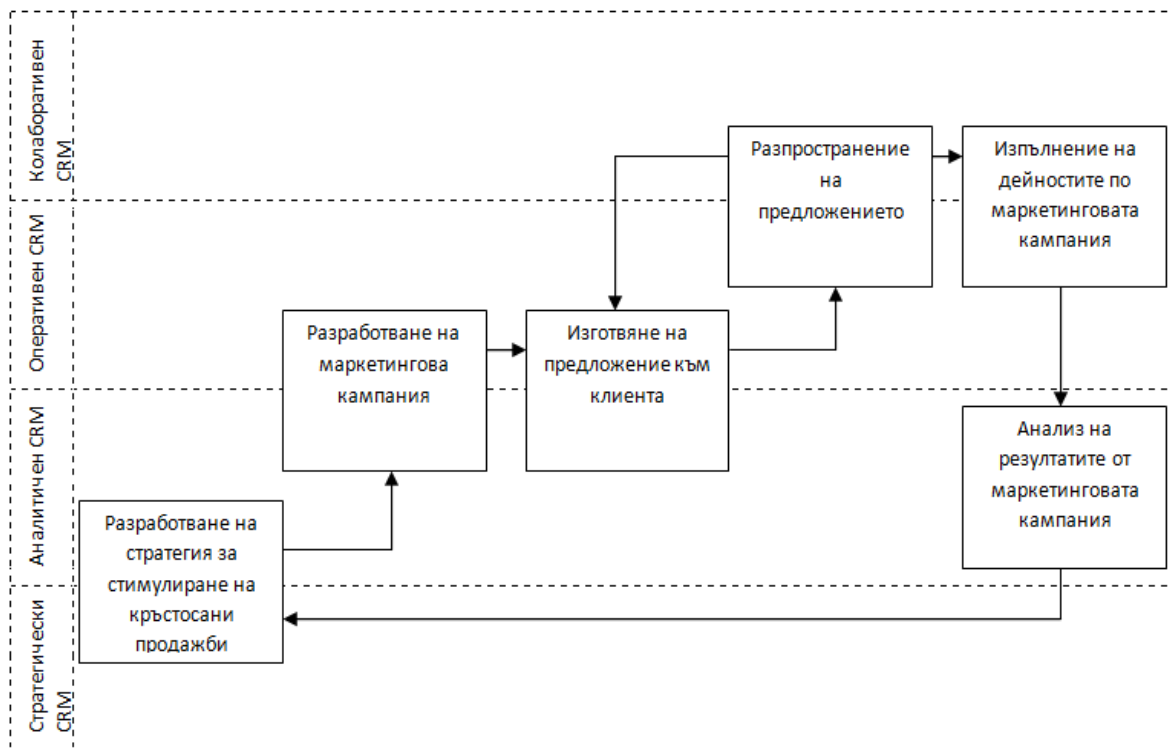 Колаборативен
CRM
Разпространение
на
предложението
Изпълнение на
дейностите по
маркетинговата
кампания
Оперативен CRM
Разработване на
маркетингова
кампания
Изготвяне на
предложение към
клиента
Аналитичен CRM
Анализ на
резултатите от
маркетинговата
кампания
Разработване на
стратегия за
стимулиране на
кръстосани
продажби
Стратегически
CRM